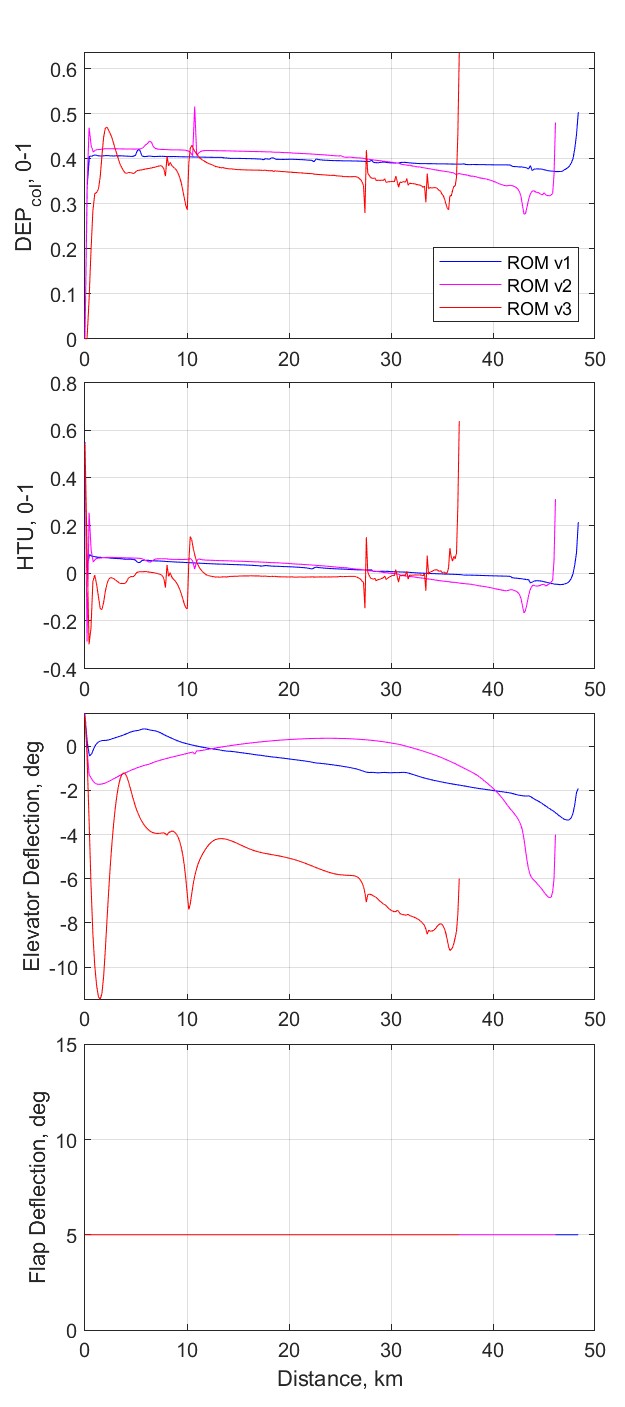 0.6
0.5
0.4
0.3
0.2
0.1
0
DEPcol, 0-1
ROM v1
ROM v2
ROM v3
0 10 20 30 40 50
0.8
0.6
0.4
0.2
0
-0.2
-0.4
HTU, 0-1
0 10 20 30 40 50
0
-2
-4
-6
-8
-10
Elevator Deflection, deg
0 10 20 30 40 50
15
10
5
0
Flap Deflection, deg
0 10 20 30 40 50
Distance, km